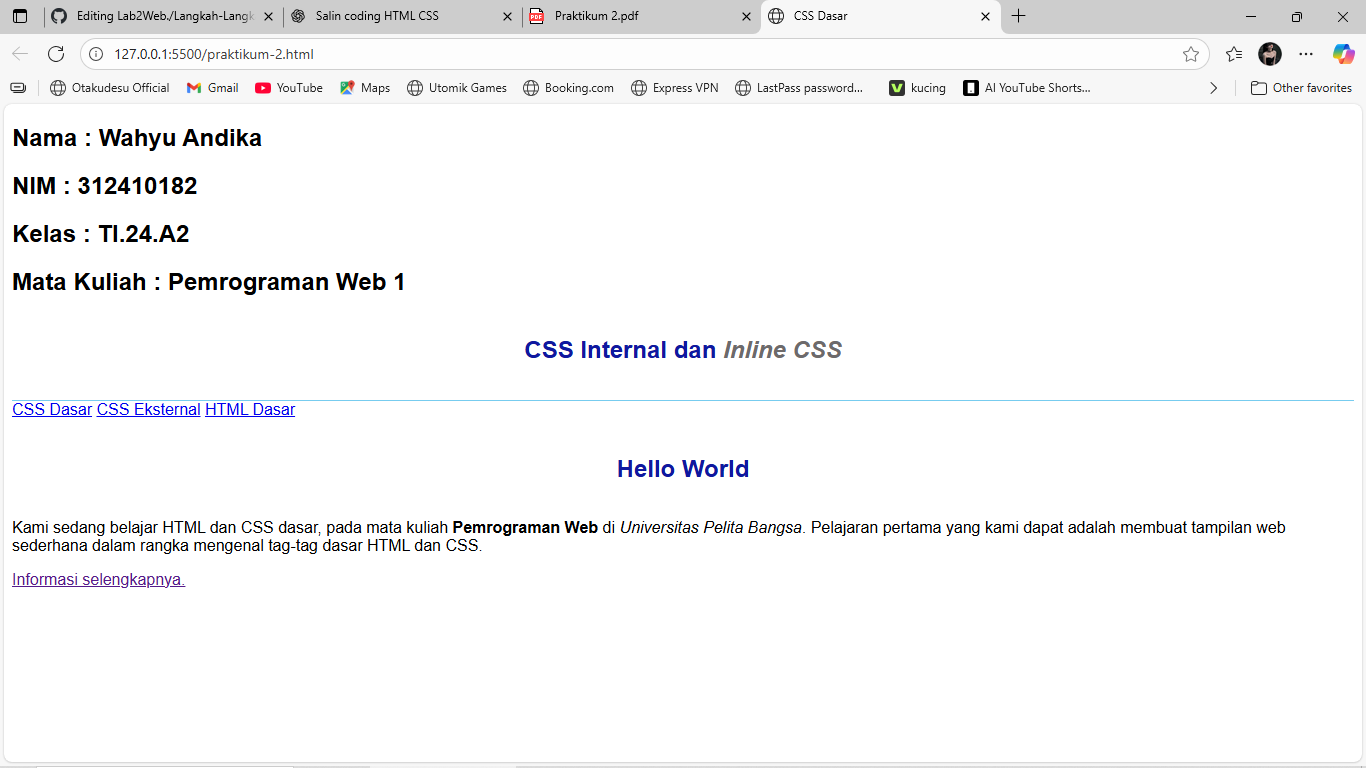 Editing Lab2Web./Langkah-Langk
Salin coding HTML CSS
Praktikum 2.pdf
CSS Dasar
127.0.0.1:5500/praktikum-2.html
Otakudesu Official
Gmail
YouTube
Maps
Utomik Games
Booking.com
Express VPN
LastPass password...
kucing
AI YouTube Shorts...
Other favorites
Nama : Wahyu Andika
NIM : 312410182
Kelas : TI.24.A2
Mata Kuliah : Pemrograman Web 1
CSS Internal dan Inline CSS
CSS Dasar CSS Eksternal HTML Dasar
Hello World
Kami sedang belajar HTML dan CSS dasar, pada mata kuliah Pemrograman Web di Universitas Pelita Bangsa. Pelajaran pertama yang kami dapat adalah membuat tampilan web
sederhana dalam rangka mengenal tag-tag dasar HTML dan CSS.
Informasi selengkapnya.